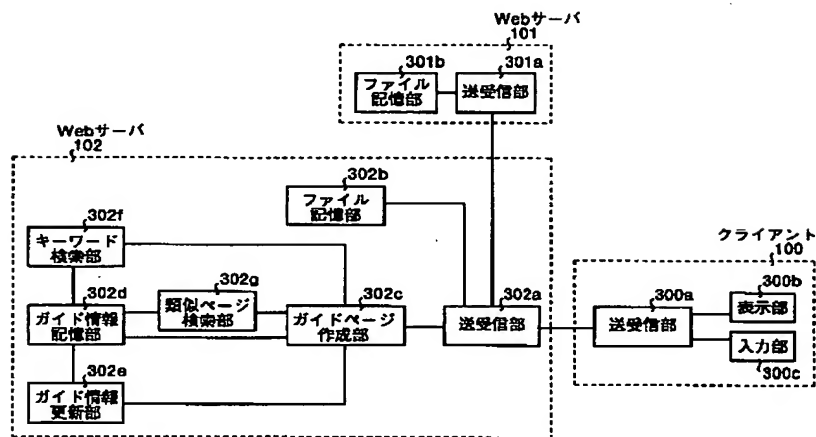 Webサーバ
101
301b
ファイル
記憶部
301a
送受信部
Webサーバ
102
302b
ファイル
記憶部
302f
キーワード
検索部
302d
ガイド情報
記憶部
302g
類似ページ
検索部
302c
ガイドページ
作成部
302a
送受信部
302e
ガイド情報
更新部
クライアント
100
300a
送受信部
300b
表示部
入力部
300c